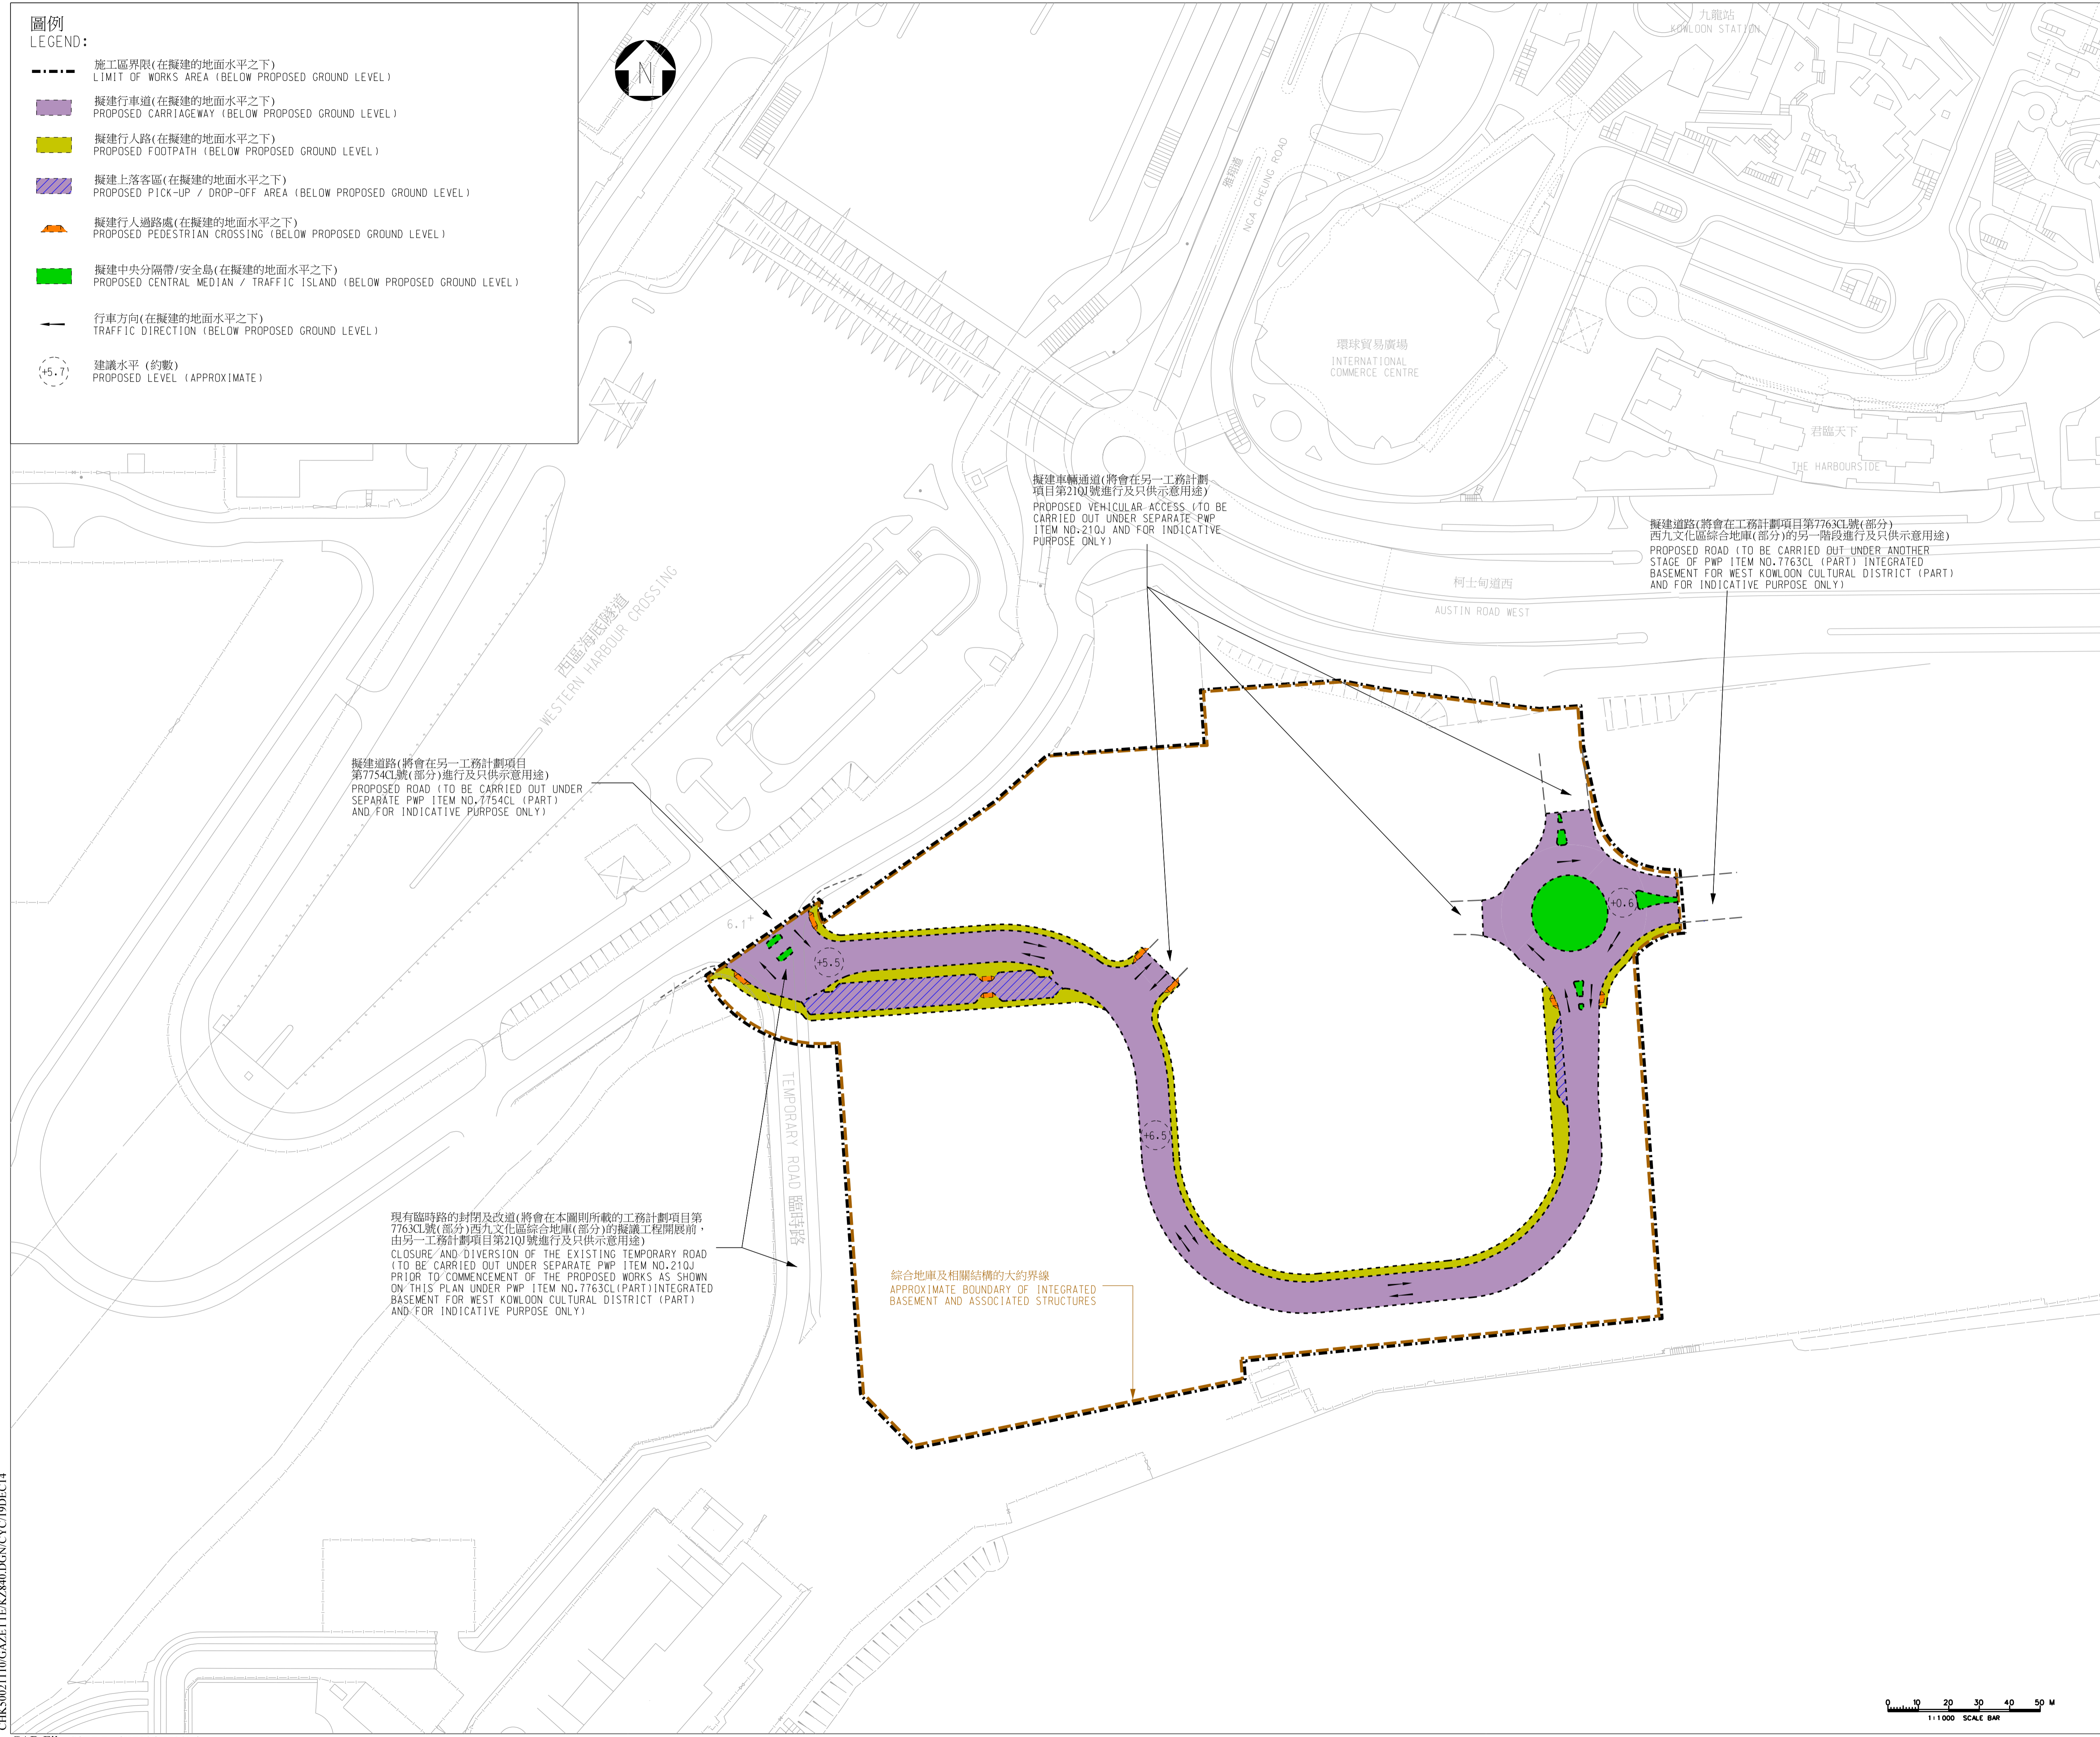 圖例
LEGEND:
施工區界限(在擬建的地面水平之下)
LIMIT OF WORKS AREA (BELOW PROPOSED GROUND LEVEL)
擬建行車道(在擬建的地面水平之下)
PROPOSED CARRIAGEWAY (BELOW PROPOSED GROUND LEVEL)
擬建行人路(在擬建的地面水平之下)
PROPOSED FOOTPATH (BELOW PROPOSED GROUND LEVEL)
擬建上落客區(在擬建的地面水平之下)
PROPOSED PICK-UP / DROP-OFF AREA (BELOW PROPOSED GROUND LEVEL)
擬建行人過路處(在擬建的地面水平之下)
PROPOSED PEDESTRIAN CROSSING (BELOW PROPOSED GROUND LEVEL)
擬建中央分隔帶/安全島(在擬建的地面水平之下)
PROPOSED CENTRAL MEDIAN / TRAFFIC ISLAND (BELOW PROPOSED GROUND LEVEL)
行車方向(在擬建的地面水平之下)
TRAFFIC DIRECTION (BELOW PROPOSED GROUND LEVEL)
+5.7
建議水平 (約數)
PROPOSED LEVEL (APPROXIMATE)
N
九龍站
KOWLOON STATION
雅翔道
NGA CHEUNG ROAD
環球貿易廣場
INTERNATIONAL
COMMERCE CENTRE
君臨天下
THE HARBOURSIDE
擬建車輛通道(將會在另一工務計劃
項目第21QJ號進行及只供示意用途)
PROPOSED VEHICULAR ACCESS (TO BE
CARRIED OUT UNDER SEPARATE PWP
ITEM NO.21QJ AND FOR INDICATIVE
PURPOSE ONLY)
擬建道路(將會在工務計劃項目第7763CL號(部分)
西九文化區綜合地庫(部分)的另一階段進行及只供示意用途)
PROPOSED ROAD (TO BE CARRIED OUT UNDER ANOTHER
STAGE OF PWP ITEM NO.7763CL (PART) INTEGRATED
BASEMENT FOR WEST KOWLOON CULTURAL DISTRICT (PART)
AND FOR INDICATIVE PURPOSE ONLY)
柯士甸道西
AUSTIN ROAD WEST
西區海底隧道
WESTERN HARBOUR CROSSING
擬建道路(將會在另一工務計劃項目
第7754CL號(部分)進行及只供示意用途)
PROPOSED ROAD (TO BE CARRIED OUT UNDER
SEPARATE PWP ITEM NO.7754CL (PART)
AND FOR INDICATIVE PURPOSE ONLY)
6.1+
+5.5
+0.6
+6.5
TEMPORARY ROAD 臨時路
現有臨時路的封閉及改道(將會在本圖則所載的工務計劃項目第
7763CL號(部分)西九文化區綜合地庫(部分)的擬議工程開展前，
由另一工務計劃項目第21QJ號進行及只供示意用途)
CLOSURE AND DIVERSION OF THE EXISTING TEMPORARY ROAD
(TO BE CARRIED OUT UNDER SEPARATE PWP ITEM NO.21QJ
PRIOR TO COMMENCEMENT OF THE PROPOSED WORKS AS SHOWN
ON THIS PLAN UNDER PWP ITEM NO.7763CL(PART)INTEGRATED
BASEMENT FOR WEST KOWLOON CULTURAL DISTRICT (PART)
AND FOR INDICATIVE PURPOSE ONLY)
綜合地庫及相關結構的大約界線
APPROXIMATE BOUNDARY OF INTEGRATED
BASEMENT AND ASSOCIATED STRUCTURES
0 10 20 30 40 50 M
1:1000 SCALE BAR